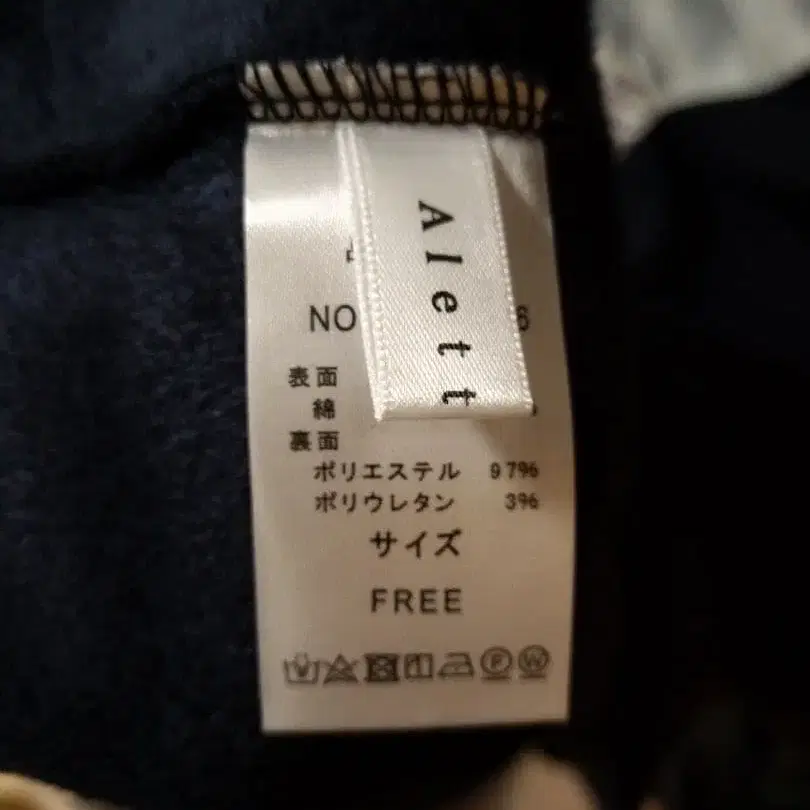 Alett
NO 6
表面
綿
裏面
ポリエステル 97%
ポリウレタン 3%
サイズ
FREE